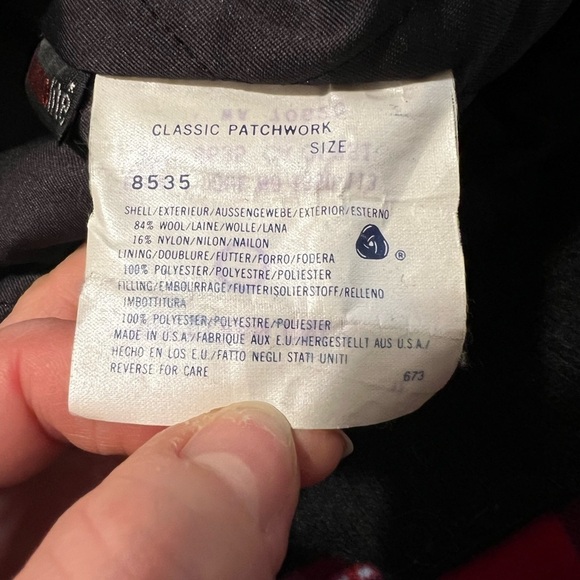 CLASSIC PATCHWORK
SIZE
8535
SHELL/EXTERIEUR/AUSSENGEWEBE/EXTERIOR/ESTERNO
84% WOOL/LAINE/WOLLE/LANA
16% NYLON/NILON/NAILON
LINING/DOUBLURE/FUTTER/FORRO/FODERA
100% POLYESTER/POLYESTRE/POLIESTER
FILLING/EMBOURRAGE/FUTTERISOLIERSTOFF/RELLENO
IMBOTTITURA
100% POLYESTER/POLYESTRE/POLIESTER
MADE IN U.S.A./FABRIQUE AUX E.U./HERGESTELLT AUS U.S.A./
HECHO EN LOS E.U./FATTO NEGLI STATI UNITI
REVERSE FOR CARE
673
®